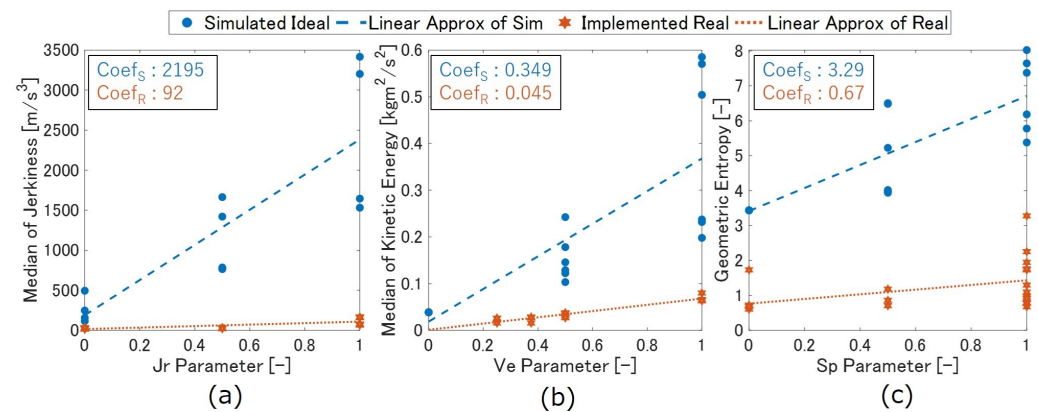 Simulated Ideal Linear Approx of Sim Implemented Real Linear Approx of Real
3500
3000
2500
2000
1500
1000
500
0
Median of Jerkiness [m/s³]
Coef_S : 2195
Coef_R : 92
0 0.2 0.4 0.6 0.8 1
Jr Parameter [-]
(a)
0.6
0.5
0.4
0.3
0.2
0.1
0
Median of Kinetic Energy [kgm²/s²]
Coef_S : 0.349
Coef_R : 0.045
0 0.2 0.4 0.6 0.8 1
Ve Parameter [-]
(b)
8
7
6
5
4
3
2
1
0
Geometric Entropy [-]
Coef_S : 3.29
Coef_R : 0.67
0 0.2 0.4 0.6 0.8 1
Sp Parameter [-]
(c)